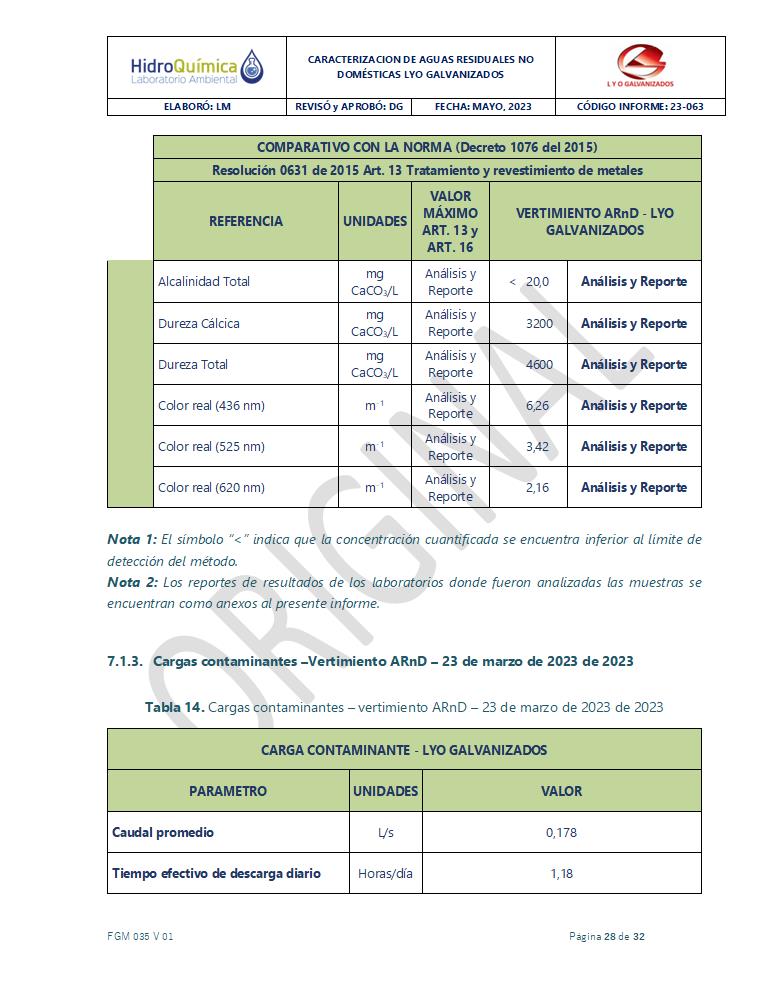 HidroQuímica
Laboratorio Ambiental
CARACTERIZACION DE AGUAS RESIDUALES NO
DOMÉSTICAS LYO GALVANIZADOS
L Y O GALVANIZADOS
ELABORÓ: LM
REVISÓ y APROBÓ: DG
FECHA: MAYO, 2023
CÓDIGO INFORME: 23-063
COMPARATIVO CON LA NORMA (Decreto 1076 del 2015)
Resolución 0631 de 2015 Art. 13 Tratamiento y revestimiento de metales
REFERENCIA
UNIDADES
VALOR
MÁXIMO
ART. 13 y
ART. 16
VERTIMIENTO ARnD - LYO
GALVANIZADOS
Alcalinidad Total
mg
CaCO₃/L
Análisis y
Reporte
< 20,0
Análisis y Reporte
Dureza Cálcica
mg
CaCO₃/L
Análisis y
Reporte
3200
Análisis y Reporte
Dureza Total
mg
CaCO₃/L
Análisis y
Reporte
4600
Análisis y Reporte
Color real (436 nm)
m⁻¹
Análisis y
Reporte
6,26
Análisis y Reporte
Color real (525 nm)
m⁻¹
Análisis y
Reporte
3,42
Análisis y Reporte
Color real (620 nm)
m⁻¹
Análisis y
Reporte
2,16
Análisis y Reporte
ORIGINAL
Nota 1: El símbolo “<” indica que la concentración cuantificada se encuentra inferior al límite de
detección del método.
Nota 2: Los reportes de resultados de los laboratorios donde fueron analizadas las muestras se
encuentran como anexos al presente informe.
7.1.3. Cargas contaminantes –Vertimiento ARnD – 23 de marzo de 2023 de 2023
Tabla 14. Cargas contaminantes – vertimiento ARnD – 23 de marzo de 2023 de 2023
CARGA CONTAMINANTE - LYO GALVANIZADOS
PARAMETRO
UNIDADES
VALOR
Caudal promedio
L/s
0,178
Tiempo efectivo de descarga diario
Horas/día
1,18
FGM 035 V 01
Página 28 de 32